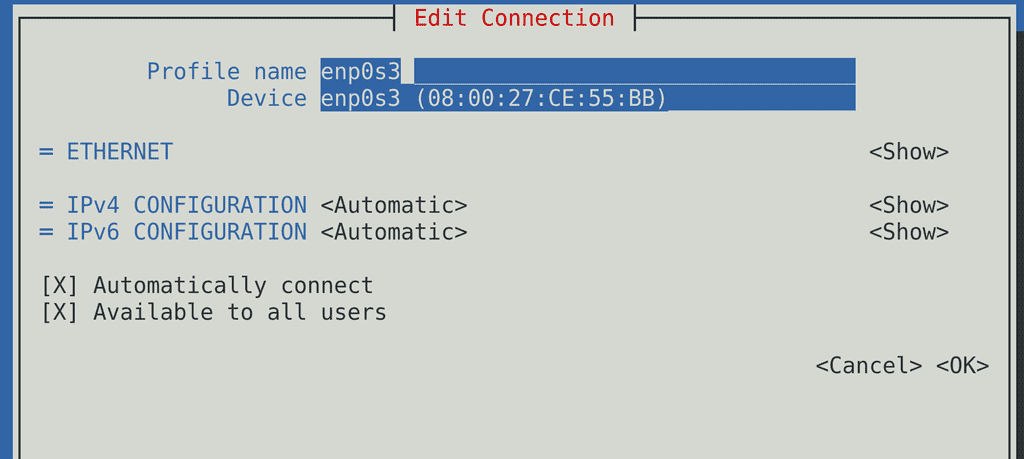 Edit Connection
Profile name enp0s3
Device enp0s3 (08:00:27:CE:55:BB)
= ETHERNET <Show>
= IPv4 CONFIGURATION <Automatic> <Show>
= IPv6 CONFIGURATION <Automatic> <Show>
[X] Automatically connect
[X] Available to all users
<Cancel> <OK>